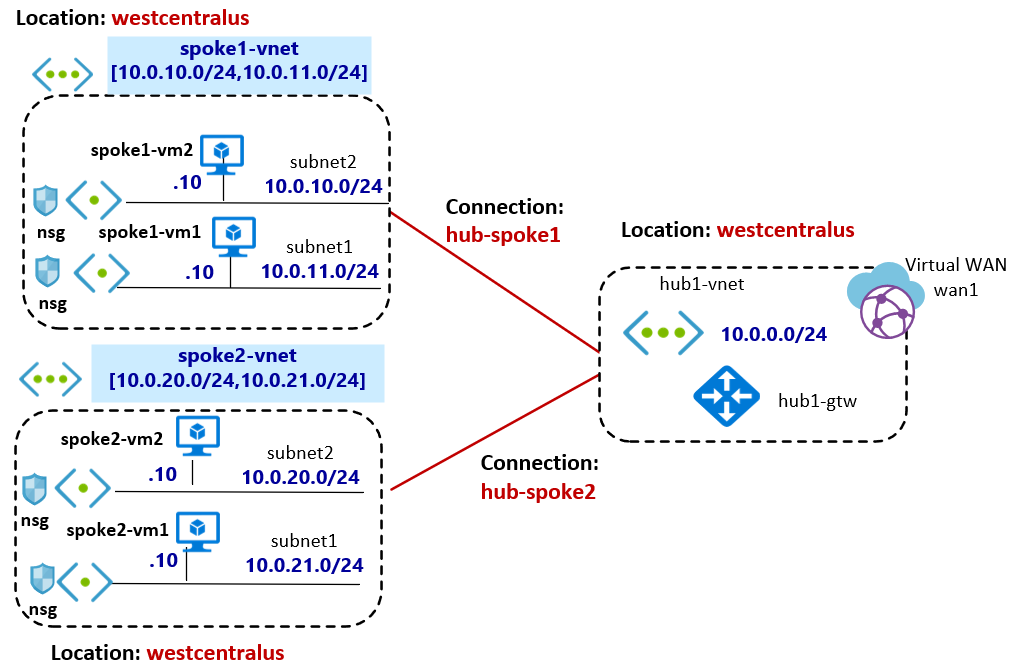 Location: westcentralus
spoke1-vnet
[10.0.10.0/24,10.0.11.0/24]
spoke1-vm2
subnet2
.10
10.0.10.0/24
nsg
spoke1-vm1
subnet1
.10
10.0.11.0/24
nsg
Connection:
hub-spoke1
Location: westcentralus
Virtual WAN
wan1
hub1-vnet
10.0.0.0/24
hub1-gtw
spoke2-vnet
[10.0.20.0/24,10.0.21.0/24]
spoke2-vm2
subnet2
.10
10.0.20.0/24
nsg
spoke2-vm1
subnet1
.10
10.0.21.0/24
nsg
Connection:
hub-spoke2
Location: westcentralus